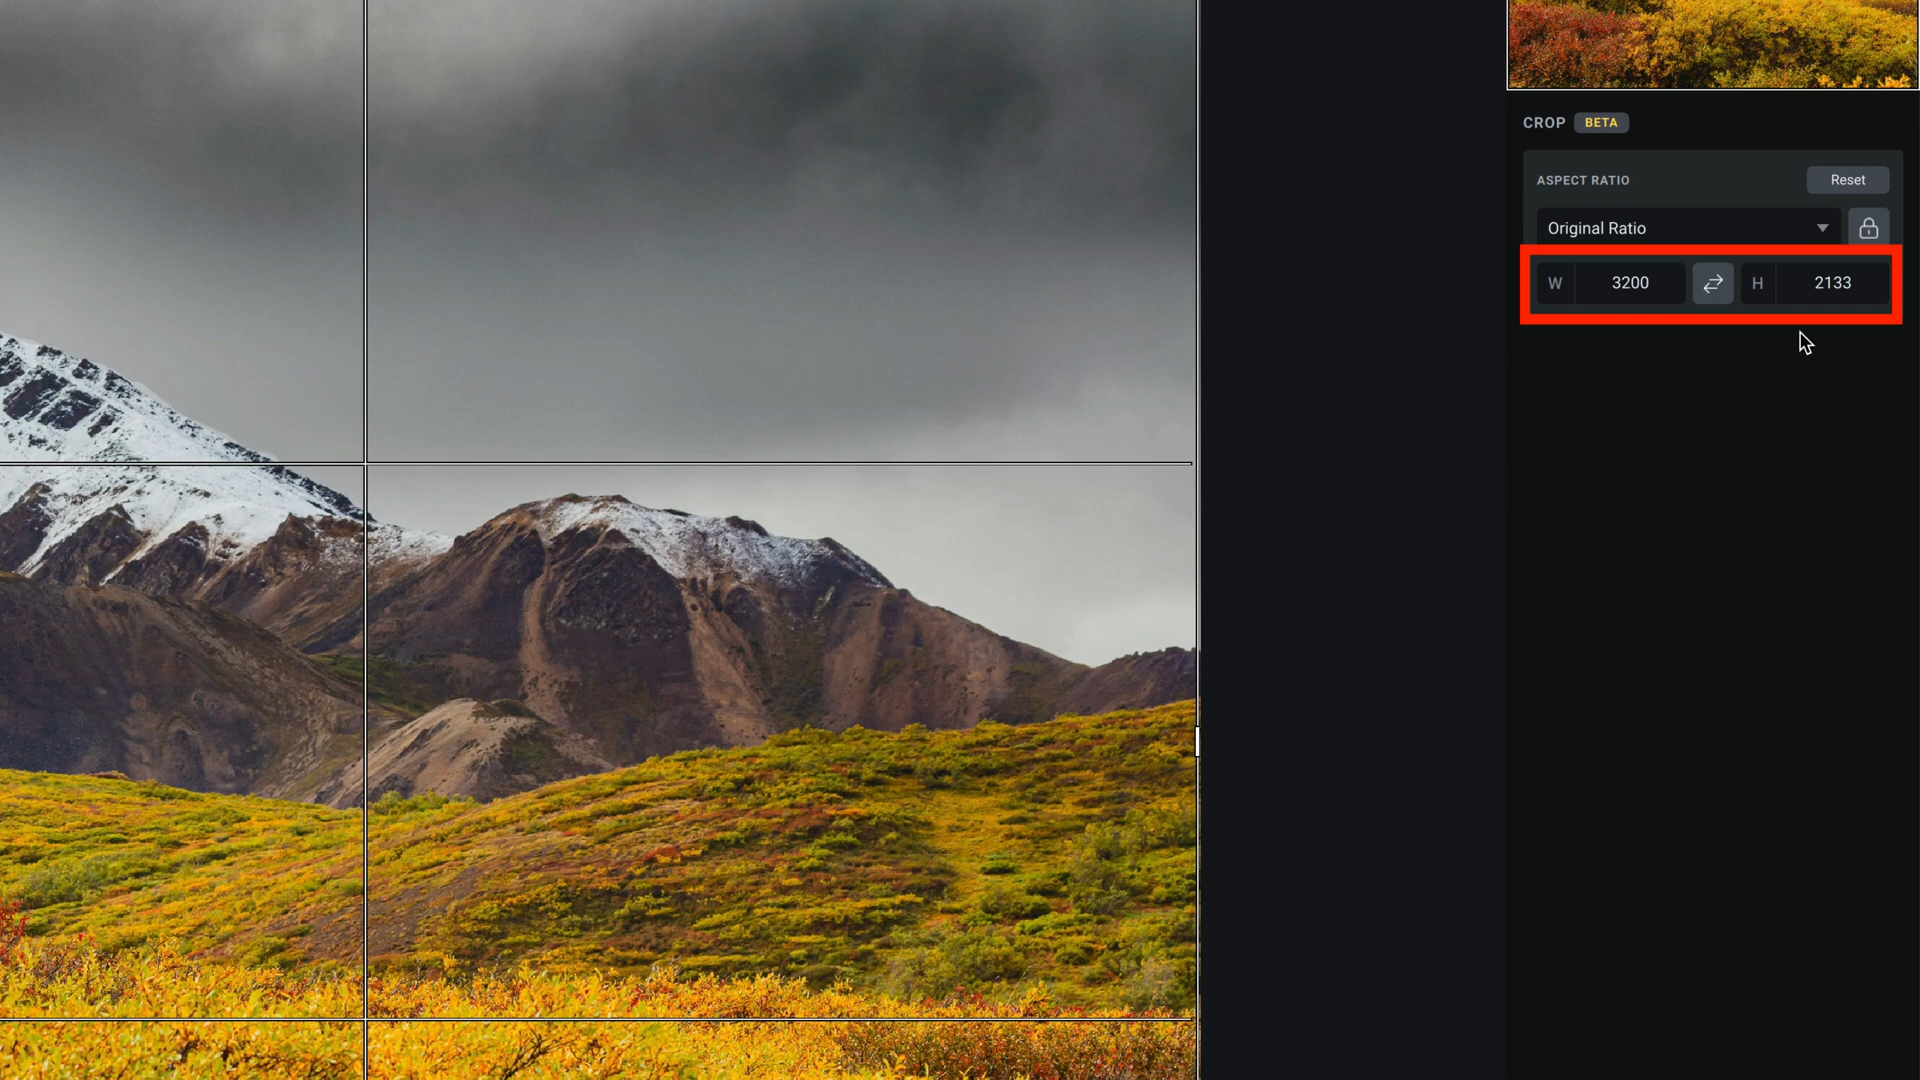 CROP BETA
ASPECT RATIO Reset
Original Ratio
W 3200 H 2133